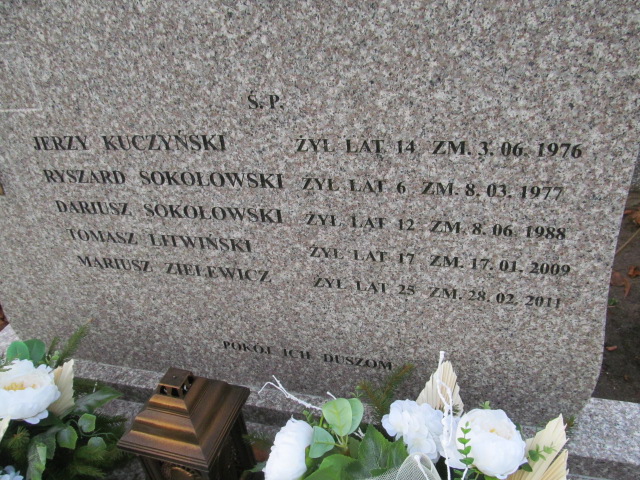 Ś. P.
JERZY KUCZYŃSKI ŻYŁ LAT 14 ZM. 3. 06. 1976
RYSZARD SOKOŁOWSKI ŻYŁ LAT 6 ZM. 8. 03. 1977
DARIUSZ SOKOŁOWSKI ŻYŁ LAT 12 ZM. 8. 06. 1988
TOMASZ LITWIŃSKI ŻYŁ LAT 17 ZM. 17. 01. 2009
MARIUSZ ZIELEWICZ ŻYŁ LAT 25 ZM. 28. 02. 2011
POKÓJ ICH DUSZOM